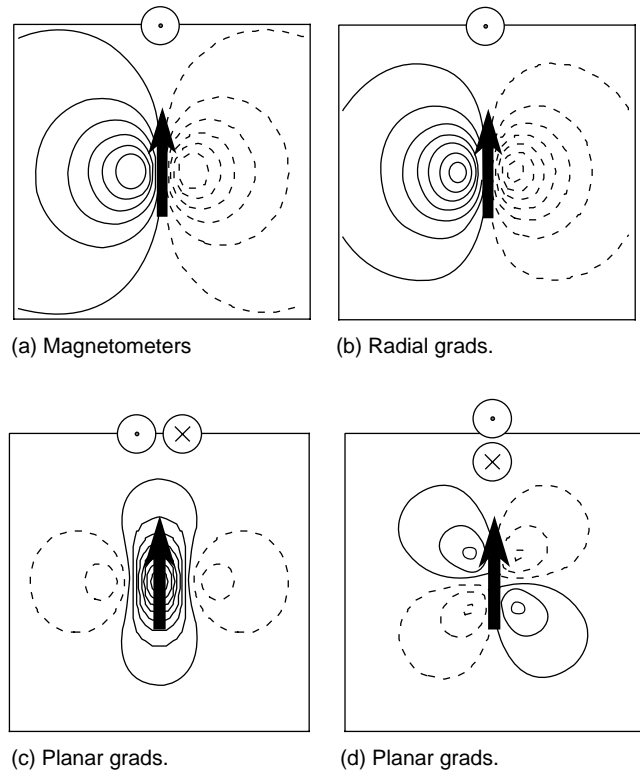 (a) Magnetometers
(b) Radial grads.
(c) Planar grads.
(d) Planar grads.